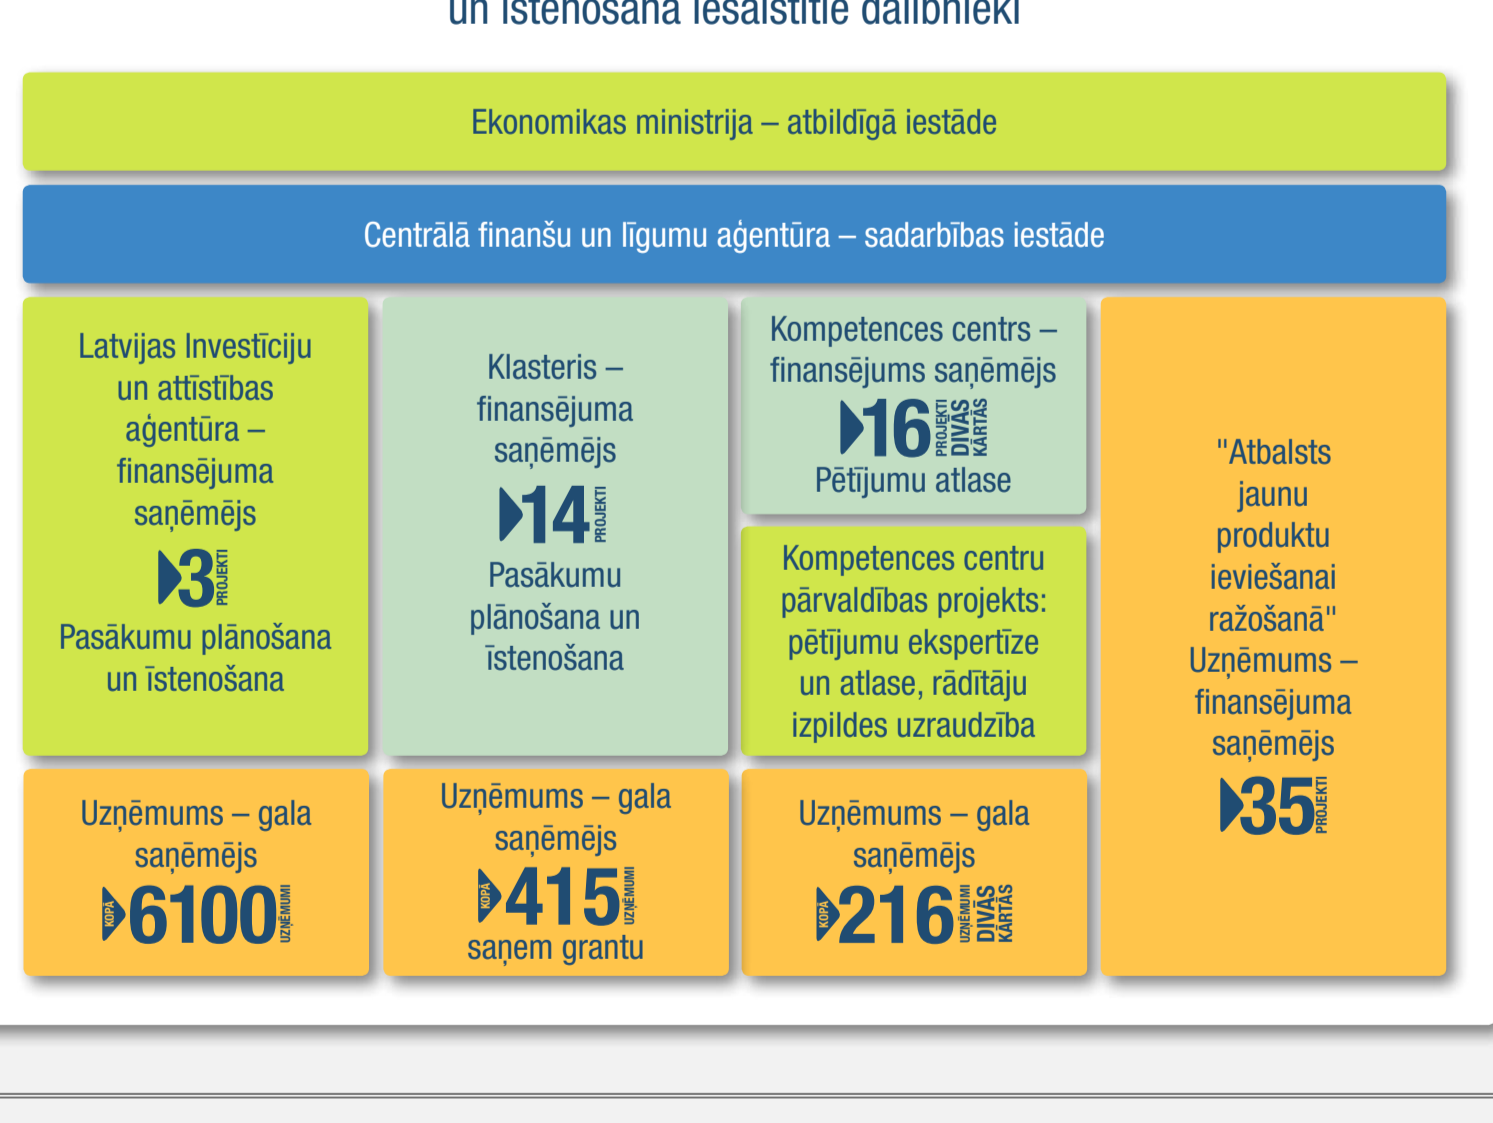 un īstenošanā iesaistītie dalībnieki
Ekonomikas ministrija – atbildīgā iestāde
Centrālā finanšu un līgumu aģentūra – sadarbības iestāde
Latvijas Investīciju
un attīstības
aģentūra –
finansējuma
saņēmējs
3 PROJEKTI
Pasākumu plānošana
un īstenošana
Klasteris –
finansējuma
saņēmējs
14 PROJEKTI
Pasākumu
plānošana un
īstenošana
Kompetences centrs –
finansējums saņēmējs
16 PROJEKTI DIVĀS KĀRTĀS
Pētījumu atlase
Kompetences centru
pārvaldības projekts:
pētījumu ekspertīze
un atlase, rādītāju
izpildes uzraudzība
"Atbalsts
jaunu
produktu
ieviešanai
ražošanā"
Uzņēmums –
finansējuma
saņēmējs
35 PROJEKTI
Uzņēmums – gala
saņēmējs
KOPĀ 6100 UZŅĒMUMI
Uzņēmums – gala
saņēmējs
KOPĀ 415 UZŅĒMUMI
saņem grantu
Uzņēmums – gala
saņēmējs
KOPĀ 216 UZŅĒMUMI DIVĀS KĀRTĀS